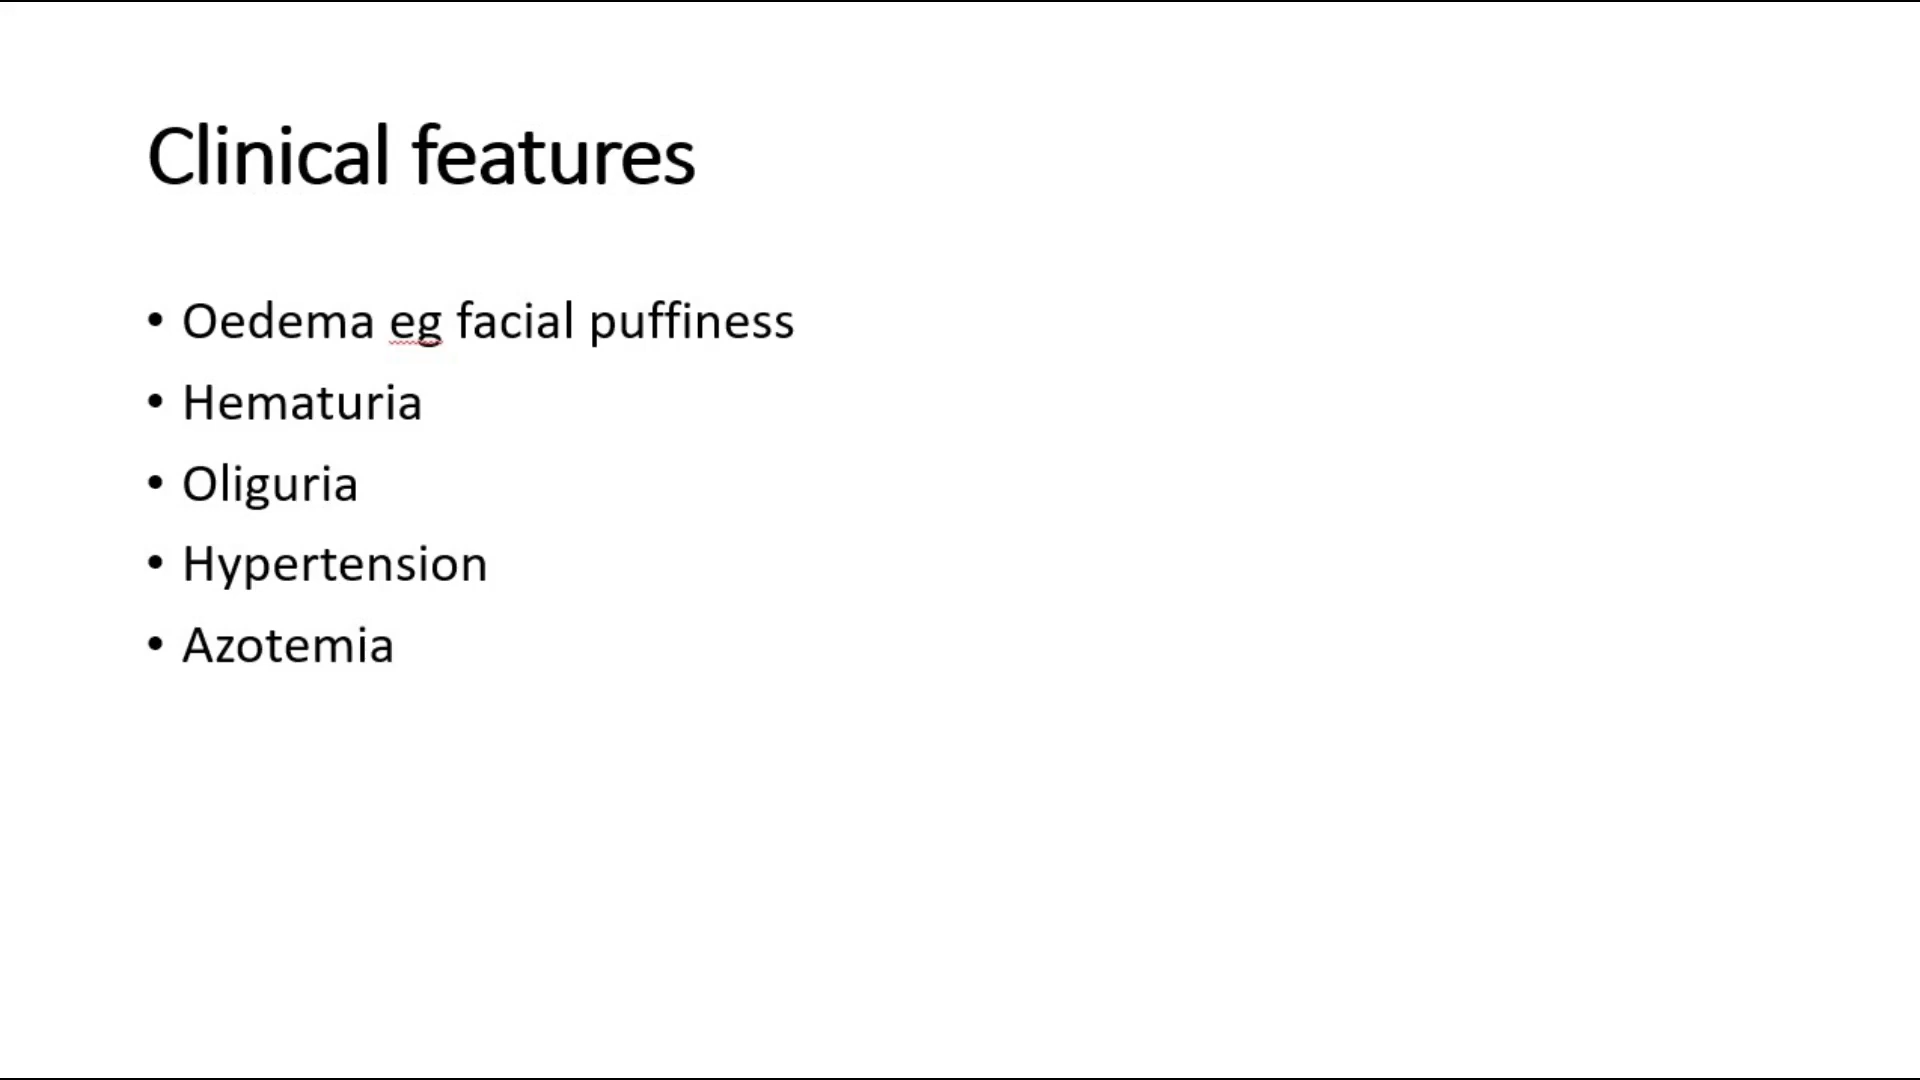 Clinical features
• Oedema eg facial puffiness
• Hematuria
• Oliguria
• Hypertension
• Azotemia